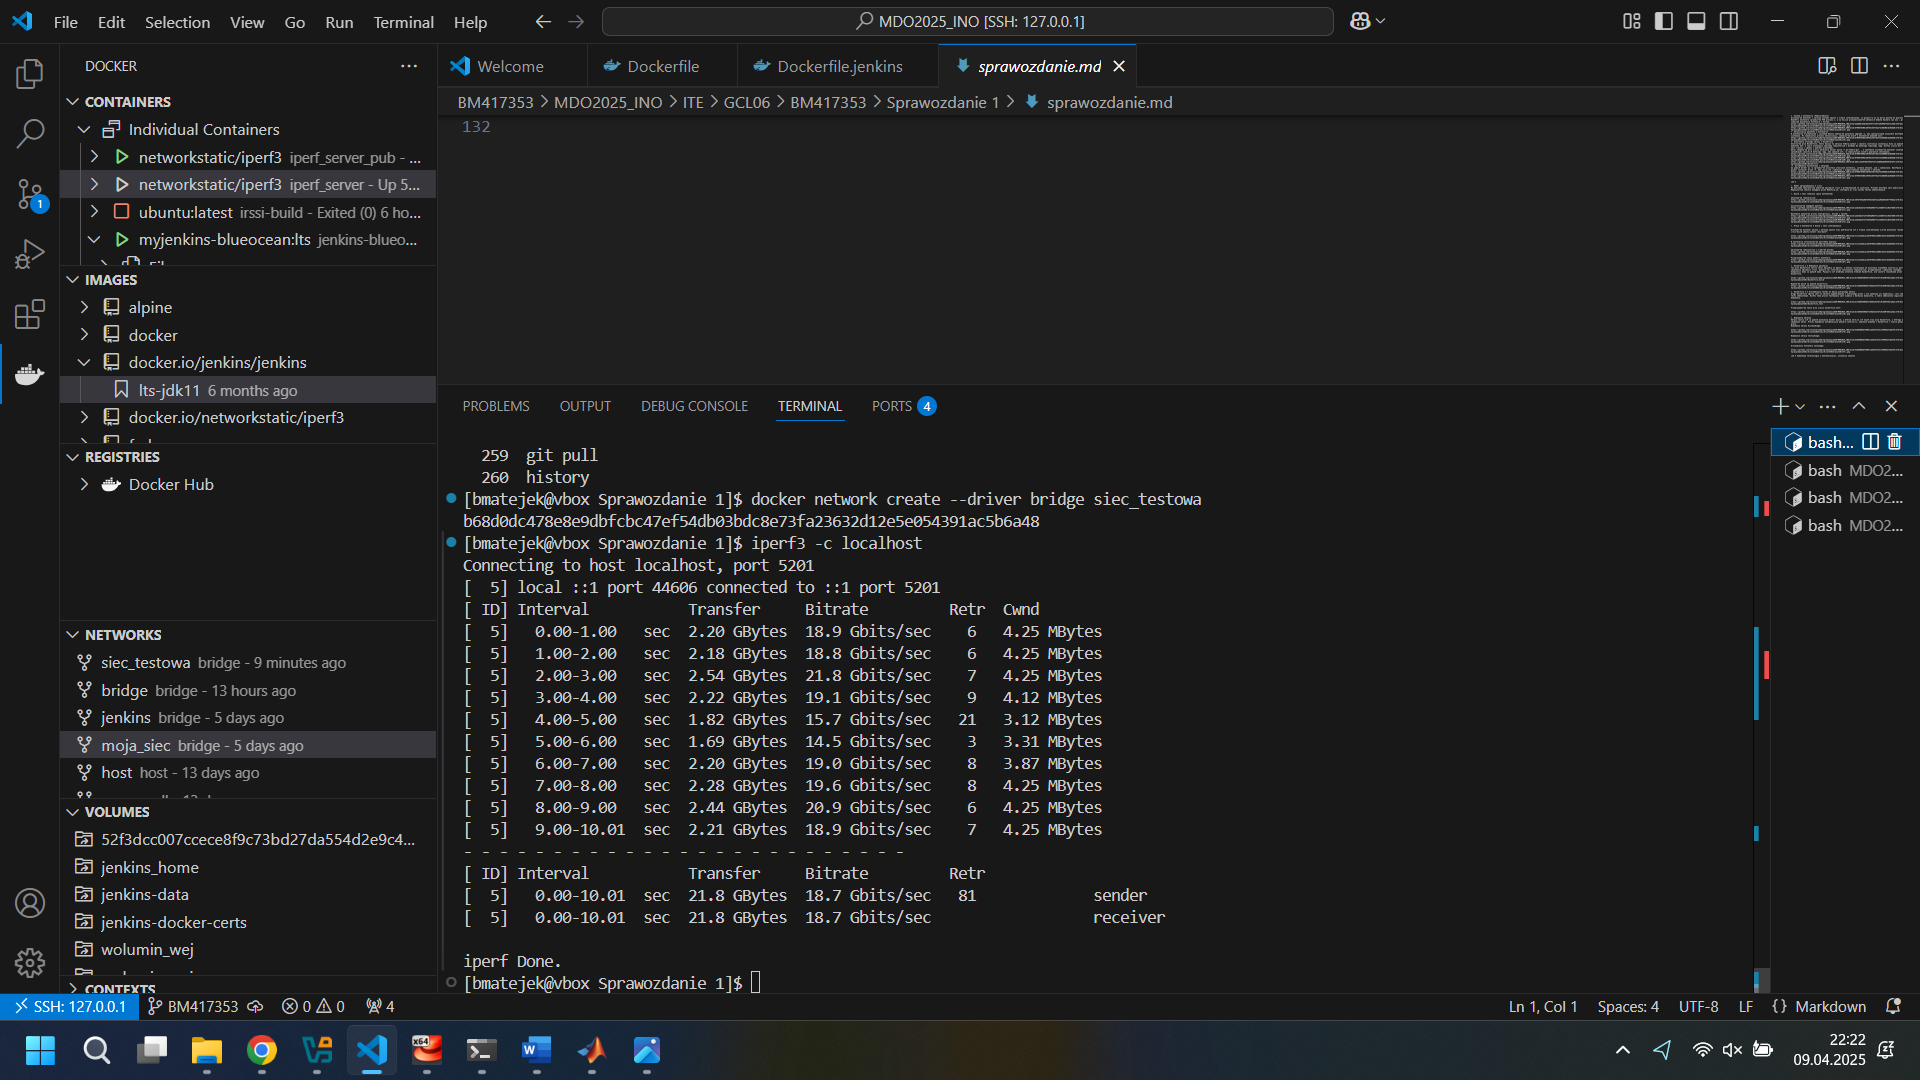 File Edit Selection View Go Run Terminal Help
MDO2025_INO [SSH: 127.0.0.1]
DOCKER
Welcome
Dockerfile
Dockerfile.jenkins
sprawozdanie.md
BM417353 > MDO2025_INO > ITE > GCL06 > BM417353 > Sprawozdanie 1 > sprawozdanie.md
132
CONTAINERS
Individual Containers
networkstatic/iperf3 iperf_server_pub - ...
networkstatic/iperf3 iperf_server - Up 5...
ubuntu:latest irssi-build - Exited (0) 6 ho...
myjenkins-blueocean:lts jenkins-blueo...
IMAGES
alpine
docker
docker.io/jenkins/jenkins
lts-jdk11 6 months ago
docker.io/networkstatic/iperf3
REGISTRIES
Docker Hub
NETWORKS
siec_testowa bridge - 9 minutes ago
bridge bridge - 13 hours ago
jenkins bridge - 5 days ago
moja_siec bridge - 5 days ago
host host - 13 days ago
VOLUMES
52f3dcc007ccece8f9c73bd27da554d2e9c4...
jenkins_home
jenkins-data
jenkins-docker-certs
wolumin_wej
CONTEXTS
PROBLEMS OUTPUT DEBUG CONSOLE TERMINAL PORTS 4
259 git pull
260 history
[bmatejek@vbox Sprawozdanie 1]$ docker network create --driver bridge siec_testowa
b68d0dc478e8e9dbfcbc47ef54db03bdc8e73fa23632d12e5e054391ac5b6a48
[bmatejek@vbox Sprawozdanie 1]$ iperf3 -c localhost
Connecting to host localhost, port 5201
[  5] local ::1 port 44606 connected to ::1 port 5201
[ ID] Interval           Transfer     Bitrate         Retr  Cwnd
[  5]   0.00-1.00   sec  2.20 GBytes  18.9 Gbits/sec    6   4.25 MBytes
[  5]   1.00-2.00   sec  2.18 GBytes  18.8 Gbits/sec    6   4.25 MBytes
[  5]   2.00-3.00   sec  2.54 GBytes  21.8 Gbits/sec    7   4.25 MBytes
[  5]   3.00-4.00   sec  2.22 GBytes  19.1 Gbits/sec    9   4.12 MBytes
[  5]   4.00-5.00   sec  1.82 GBytes  15.7 Gbits/sec   21   3.12 MBytes
[  5]   5.00-6.00   sec  1.69 GBytes  14.5 Gbits/sec    3   3.31 MBytes
[  5]   6.00-7.00   sec  2.20 GBytes  19.0 Gbits/sec    8   3.87 MBytes
[  5]   7.00-8.00   sec  2.28 GBytes  19.6 Gbits/sec    8   4.25 MBytes
[  5]   8.00-9.00   sec  2.44 GBytes  20.9 Gbits/sec    6   4.25 MBytes
[  5]   9.00-10.01  sec  2.21 GBytes  18.9 Gbits/sec    7   4.25 MBytes
- - - - - - - - - - - - - - - - - - - - - - - - -
[ ID] Interval           Transfer     Bitrate         Retr
[  5]   0.00-10.01  sec  21.8 GBytes  18.7 Gbits/sec   81             sender
[  5]   0.00-10.01  sec  21.8 GBytes  18.7 Gbits/sec                  receiver
iperf Done.
[bmatejek@vbox Sprawozdanie 1]$
bash...
bash MDO2...
bash MDO2...
bash MDO2...
1
SSH: 127.0.0.1 BM417353 0 0 4
Ln 1, Col 1 Spaces: 4 UTF-8 LF {} Markdown
x64
W
22:22
09.04.2025